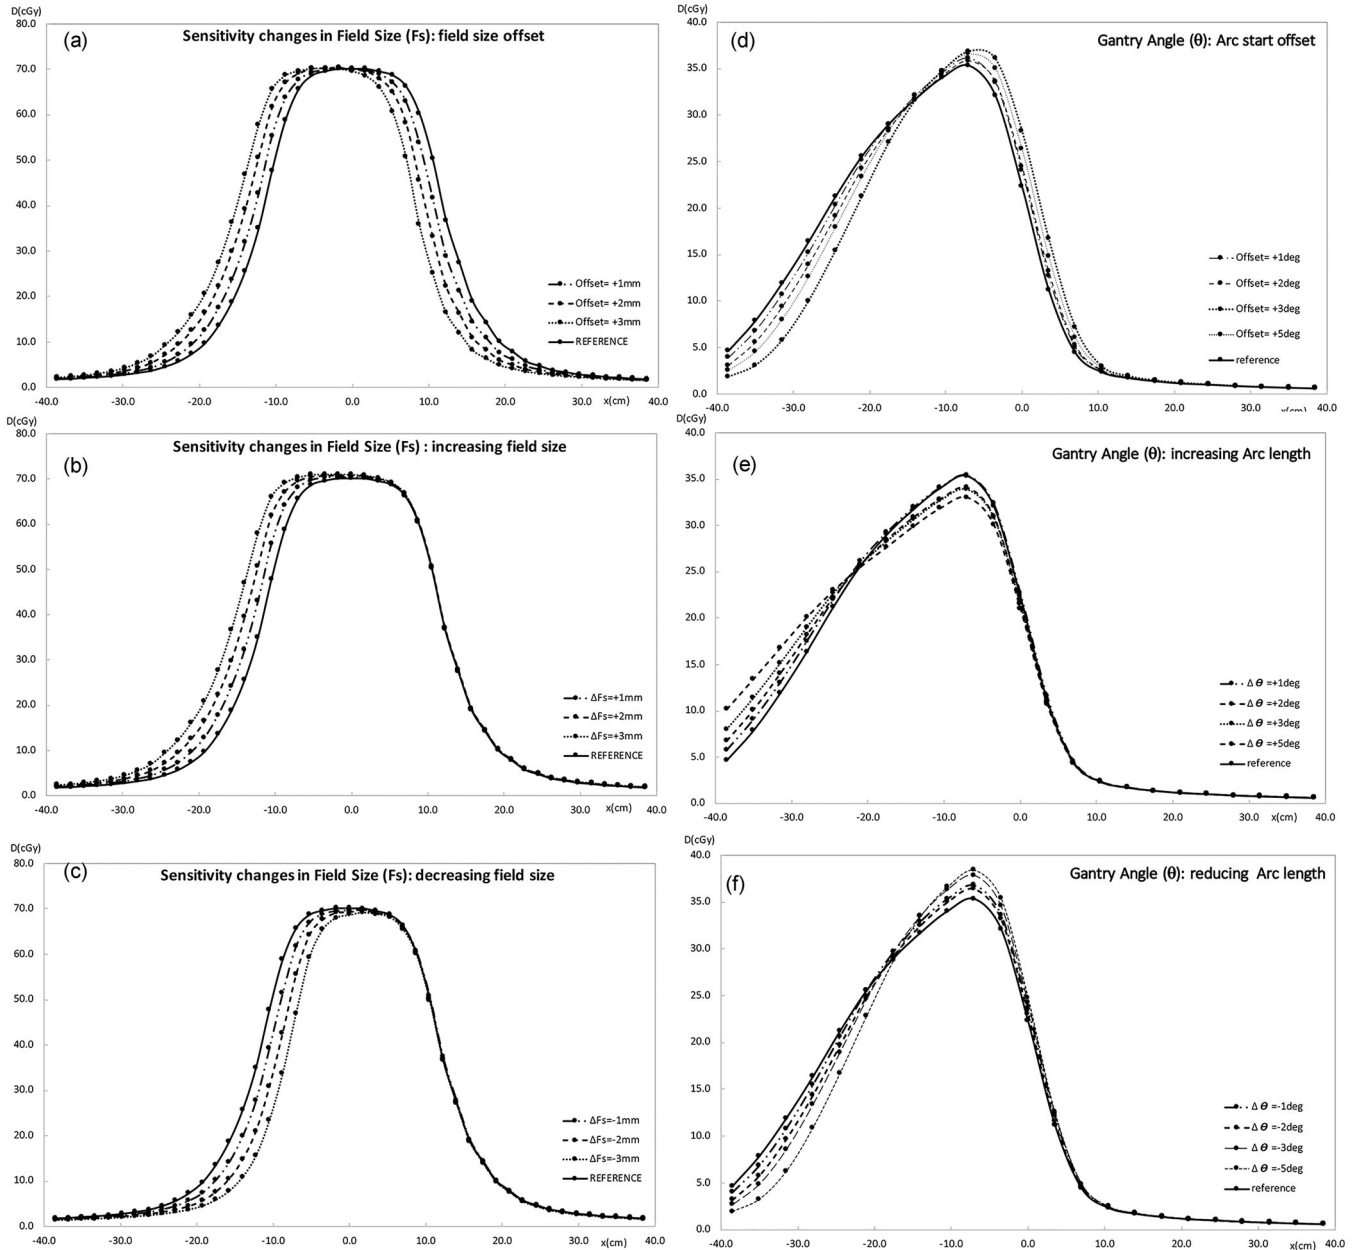 D(cGy)
(a)
Sensitivity changes in Field Size (Fs): field size offset
80.0
70.0
60.0
50.0
40.0
30.0
20.0
10.0
0.0
Offset= +1mm
Offset= +2mm
Offset= +3mm
REFERENCE
-40.0 -30.0 -20.0 -10.0 0.0 10.0 20.0 x(cm) 40.0
D(cGy)
(b)
Sensitivity changes in Field Size (Fs) : increasing field size
80.0
70.0
60.0
50.0
40.0
30.0
20.0
10.0
0.0
ΔFs=+1mm
ΔFs=+2mm
ΔFs=+3mm
REFERENCE
-40.0 -30.0 -20.0 -10.0 0.0 10.0 20.0 30.0 x(cm) 40.0
D(cGy)
(c)
Sensitivity changes in Field Size (Fs): decreasing field size
80.0
70.0
60.0
50.0
40.0
30.0
20.0
10.0
0.0
ΔFs=-1mm
ΔFs=-2mm
ΔFs=-3mm
REFERENCE
-40.0 -30.0 -20.0 -10.0 0.0 10.0 20.0 30.0 x(cm) 40.0
D(cGy)
(d)
Gantry Angle (θ): Arc start offset
40.0
35.0
30.0
25.0
20.0
15.0
10.0
5.0
0.0
Offset= +1deg
Offset= +2deg
Offset= +3deg
Offset= +5deg
reference
-40.0 -30.0 -20.0 -10.0 0.0 10.0 20.0 30.0 x(cm) 40.0
D(cGy)
(e)
Gantry Angle (θ): increasing Arc length
40.0
35.0
30.0
25.0
20.0
15.0
10.0
5.0
0.0
Δ θ =+1deg
Δ θ =+2deg
Δ θ =+3deg
Δ θ =+5deg
reference
-40.0 -30.0 -20.0 -10.0 0.0 10.0 20.0 30.0 x(cm) 40.0
D(cGy)
(f)
Gantry Angle (θ): reducing Arc length
40.0
35.0
30.0
25.0
20.0
15.0
10.0
5.0
0.0
Δ θ =-1deg
Δ θ =-2deg
Δ θ =-3deg
Δ θ =-5deg
reference
-40.0 -30.0 -20.0 -10.0 0.0 10.0 20.0 30.0 x(cm) 40.0